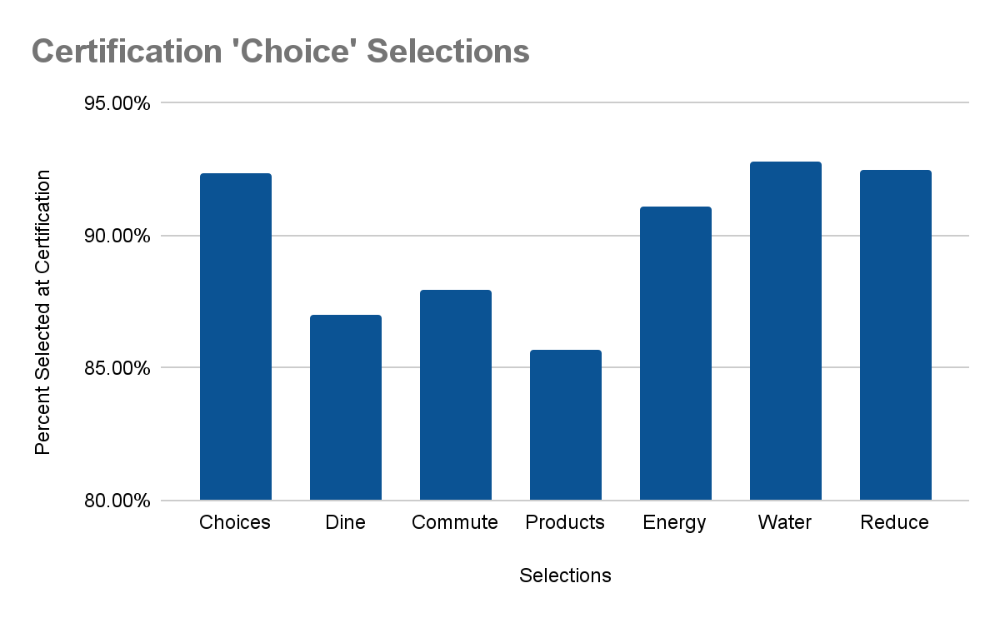 Certification 'Choice' Selections
Percent Selected at Certification
95.00%
90.00%
85.00%
80.00%
Choices Dine Commute Products Energy Water Reduce
Selections